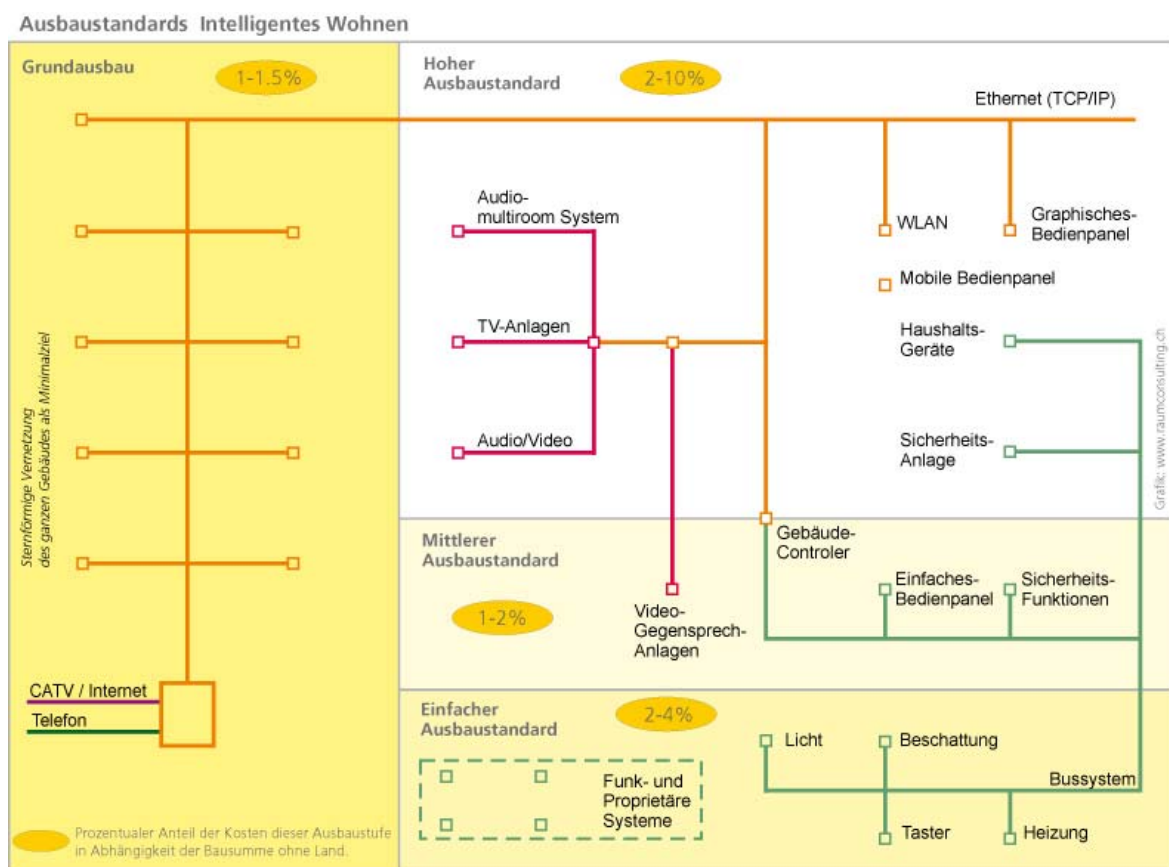 Ausbaustandards Intelligentes Wohnen
Grundausbau
1-1.5%
Sternförmige Vernetzung
des ganzen Gebäudes als Minimalziel
CATV / Internet
Telefon
Prozentualer Anteil der Kosten dieser Ausbaustufe
in Abhängigkeit der Bausumme ohne Land.
Hoher
Ausbaustandard
2-10%
Ethernet (TCP/IP)
Audio-
multiroom System
TV-Anlagen
Audio/Video
WLAN
Graphisches-
Bedienpanel
Mobile Bedienpanel
Haushalts-
Geräte
Sicherheits-
Anlage
Grafik: www.raumconsulting.ch
Mittlerer
Ausbaustandard
1-2%
Video-
Gegensprech-
Anlagen
Gebäude-
Controler
Einfaches-
Bedienpanel
Sicherheits-
Funktionen
Einfacher
Ausbaustandard
2-4%
Funk- und
Proprietäre
Systeme
Licht
Beschattung
Bussystem
Taster
Heizung